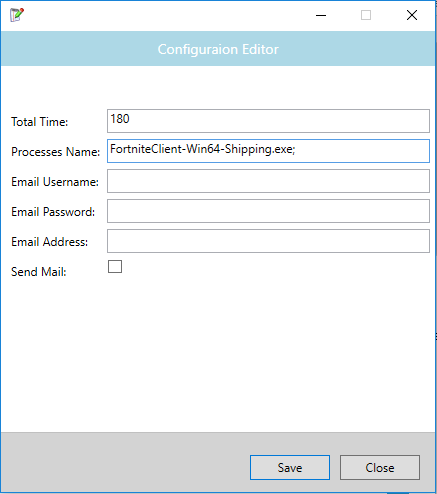 Configuraion Editor
Total Time: 180
Processes Name: FortniteClient-Win64-Shipping.exe;
Email Username:
Email Password:
Email Address:
Send Mail:
Save Close